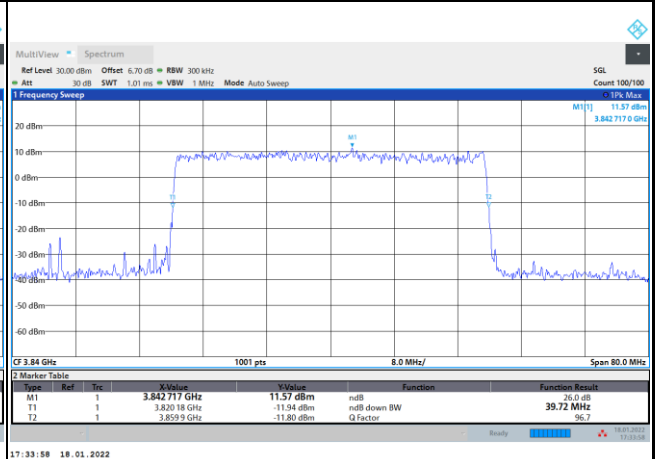 MultiView Spectrum
Ref Level 30.00 dBm Offset 6.70 dB RBW 300 kHz SGL
Att 30 dB SWT 1.01 ms VBW 1 MHz Mode Auto Sweep Count 100/100
1 Frequency Sweep 1Pk Max
M1[1] 11.57 dBm
3.842 717 0 GHz
M1
20 dBm
10 dBm
0 dBm
T1 T2
-10 dBm
-20 dBm
-30 dBm
-40 dBm
-50 dBm
-60 dBm
CF 3.84 GHz 1001 pts 8.0 MHz/ Span 80.0 MHz
2 Marker Table
Type Ref Trc X-Value Y-Value Function Function Result
M1 1 3.842 717 GHz 11.57 dBm ndB 26.0 dB
T1 1 3.820 18 GHz -11.94 dBm ndB down BW 39.72 MHz
T2 1 3.859 9 GHz -11.80 dBm Q Factor 96.7
Ready 18.01.2022
17:33:58
17:33:58 18.01.2022